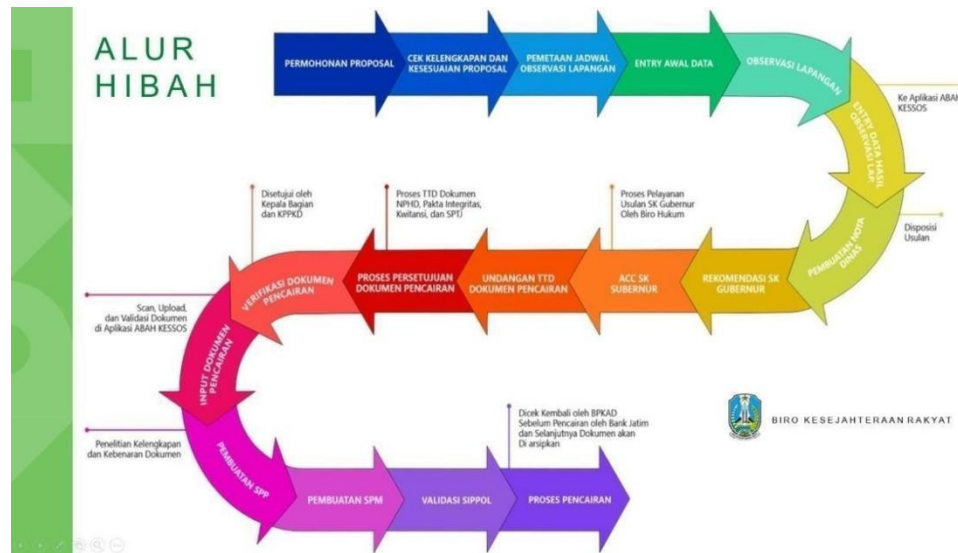 ALUR
HIBAH
PERMOHONAN PROPOSAL
CEK KELENGKAPAN DAN
KESESUAIAN PROPOSAL
PEMETAAN JADWAL
OBSERVASI LAPANGAN
ENTRY AWAL DATA
OBSERVASI LAPANGAN
ENTRY DATA HASIL
OBSERVASI LAP
Ke Aplikasi ABAH
KESSOS
PEMBUATAN NOTA
DINAS
Disposisi
Usulan
REKOMENDASI SK
GUBERNUR
ACC SK
SUBERNUR
Proses Pelayanan
Usulan SK Gubernur
Oleh Biro Hukum
UNDANGAN TTD
DOKUMEN PENCAIRAN
PROSES PERSETUJUAN
DOKUMEN PENCAIRAN
Proses TTD Dokumen
NPHD, Pakta Integritas,
Kwitansi, dan SPTJ
VERIFIKASI DOKUMEN
PENCAIRAN
Disetujui oleh
Kepala Bagian
dan KPPKD
INPUT DOKUMEN
PENCAIRAN
Scan, Upload,
dan Validasi Dokumen
di Aplikasi ABAH KESSOS
PEMBUATAN SPP
Penelitian Kelengkapan
dan Kebenaran Dokumen
PEMBUATAN SPM
VALIDASI SIPPOL
PROSES PENCAIRAN
Dicek Kembali oleh BPKAD
Sebelum Pencairan oleh Bank Jatim
dan Selanjutnya Dokumen akan
Di arsipkan
BIRO KESEJAHTERAAN RAKYAT